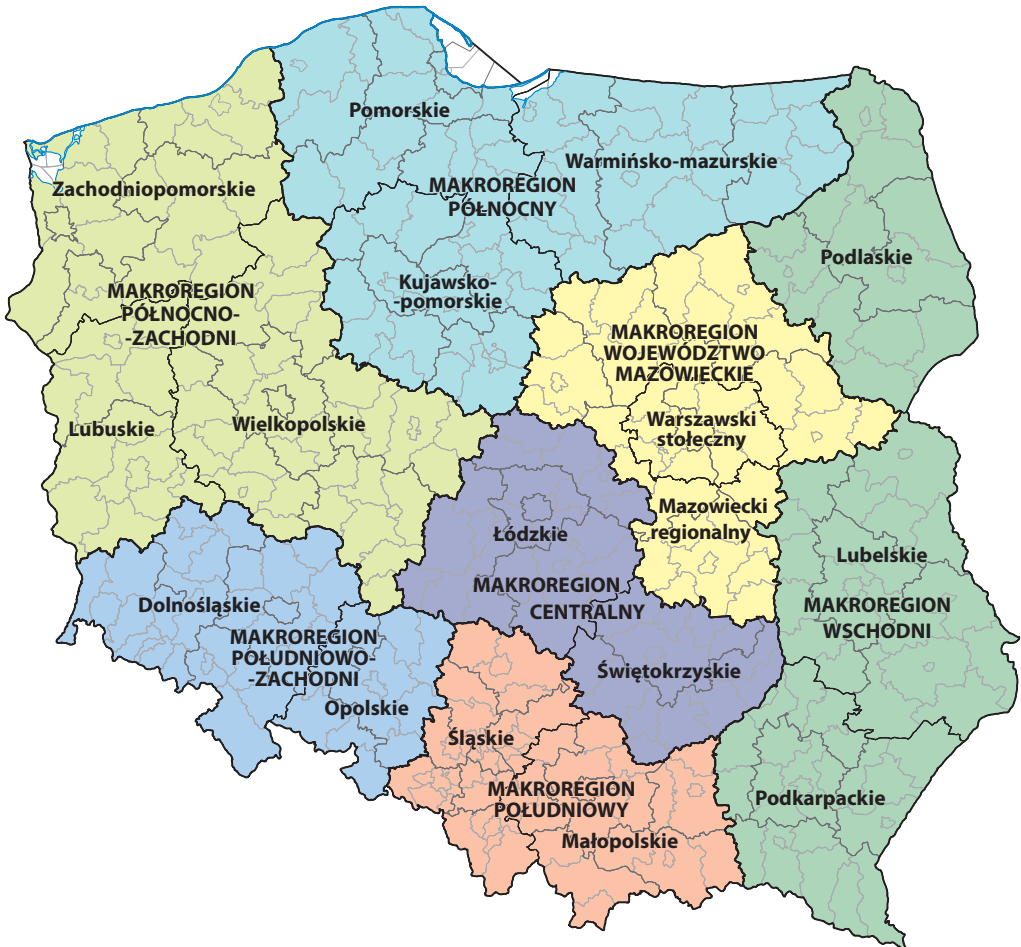 Pomorskie
Warmińsko-mazurskie
MAKROREGION
PÓŁNOCNY
Zachodniopomorskie
Kujawsko-
-pomorskie
Podlaskie
MAKROREGION
PÓŁNOCNO-
-ZACHODNI
MAKROREGION
WOJEWÓDZTWO
MAZOWIECKIE
Warszawski
stołeczny
Lubuskie
Wielkopolskie
Mazowiecki
regionalny
Łódzkie
MAKROREGION
CENTRALNY
Lubelskie
MAKROREGION
WSCHODNI
Dolnośląskie
MAKROREGION
POŁUDNIOWO-
-ZACHODNI
Opolskie
Świętokrzyskie
Śląskie
MAKROREGION
POŁUDNIOWY
Małopolskie
Podkarpackie